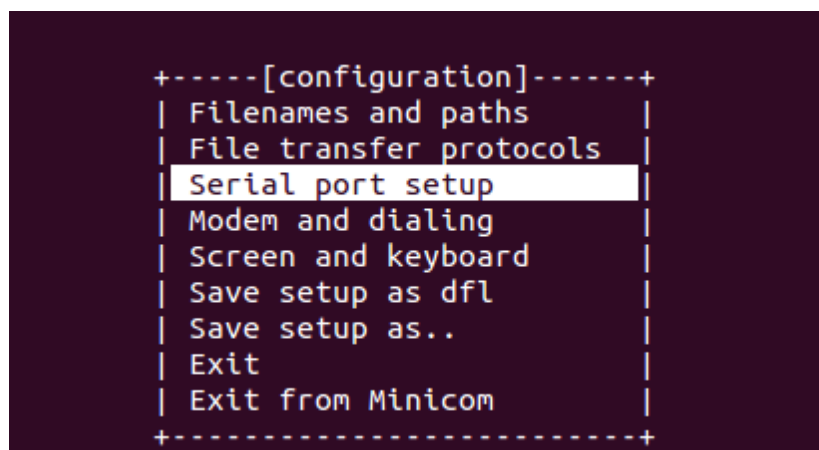 +-----[configuration]------+
| Filenames and paths      |
| File transfer protocols  |
| Serial port setup        |
| Modem and dialing        |
| Screen and keyboard      |
| Save setup as dfl        |
| Save setup as..          |
| Exit                     |
| Exit from Minicom        |
+--------------------------+